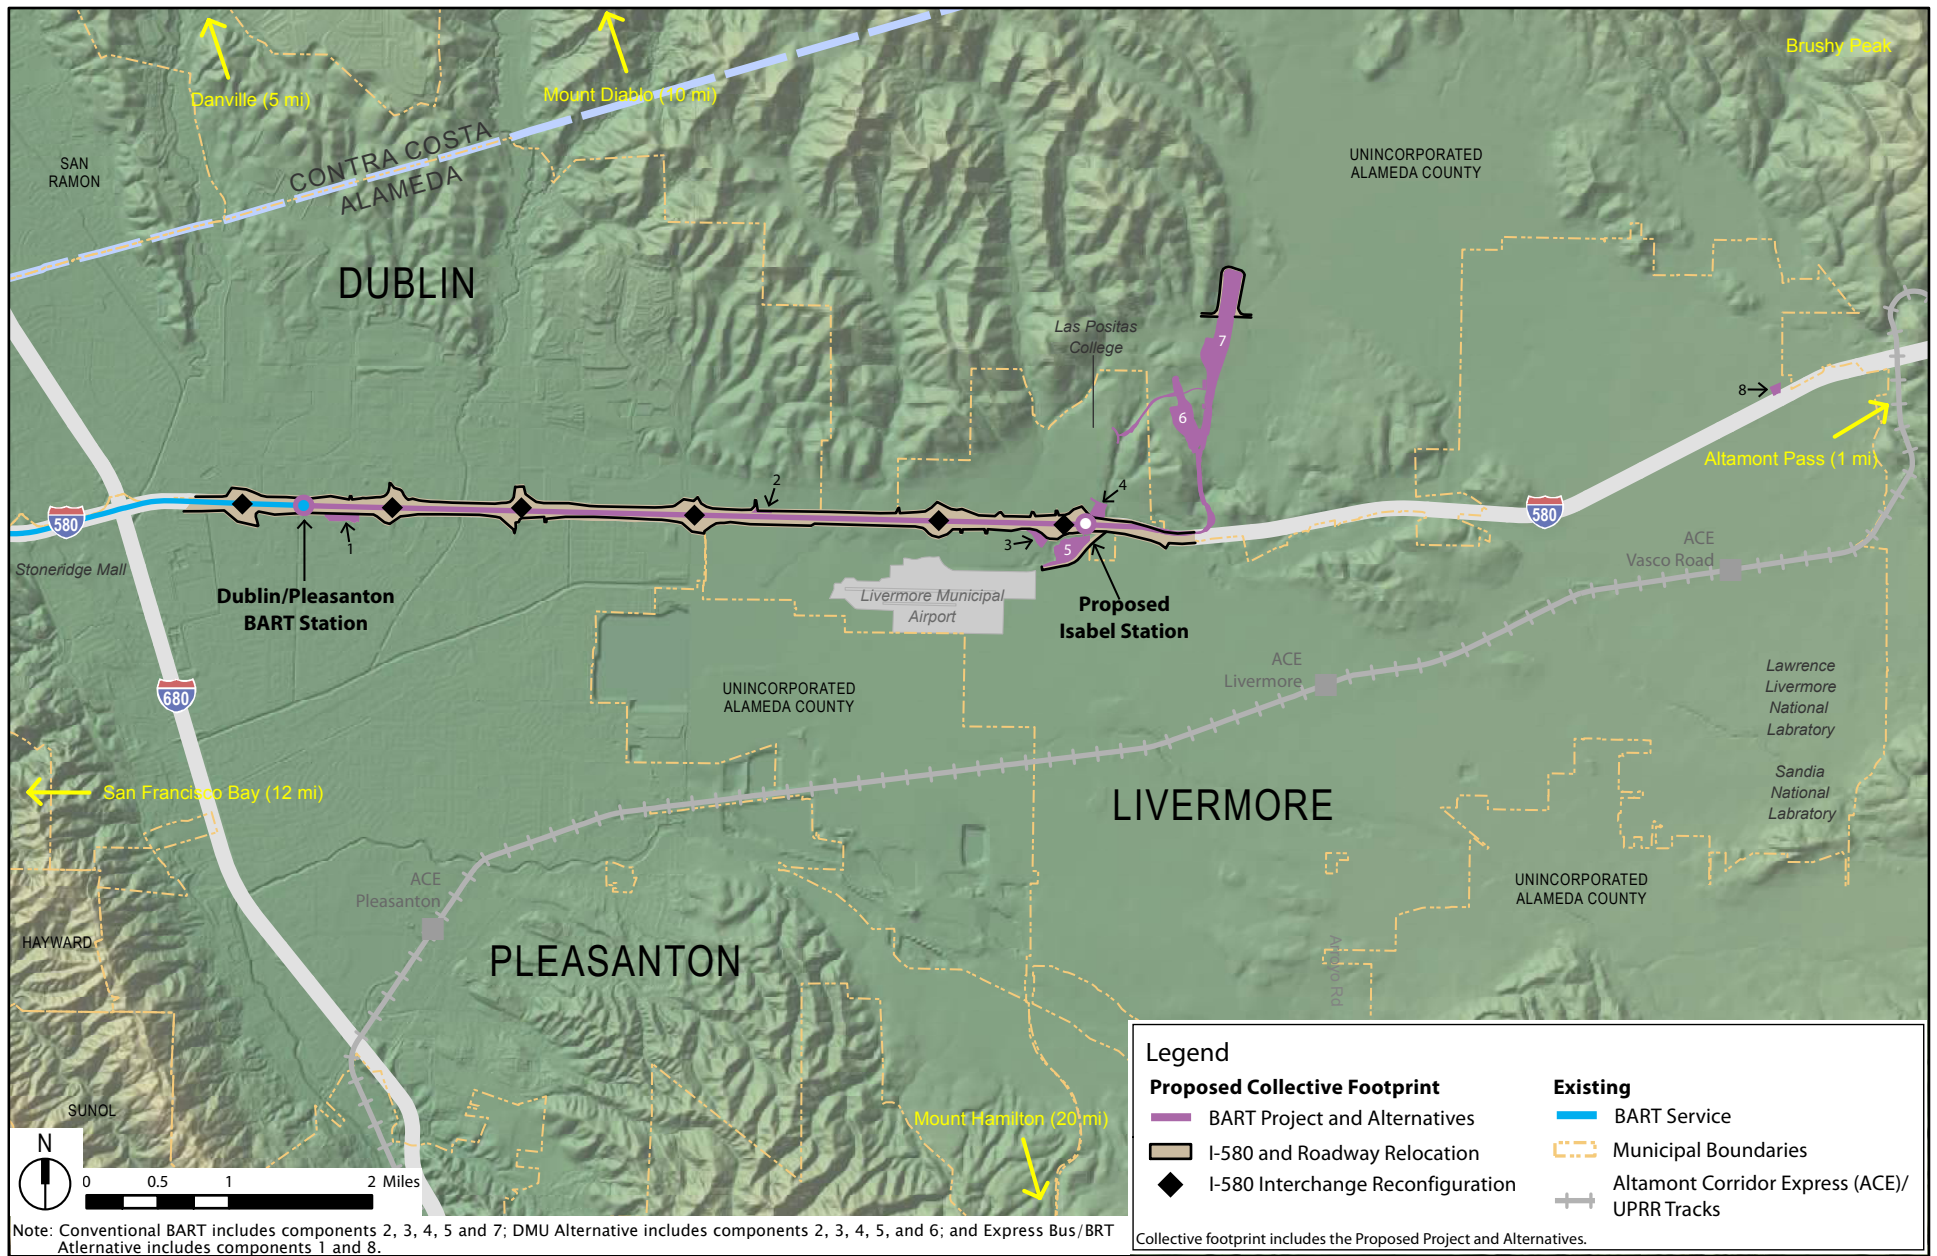 Brushy Peak
Danville (5 mi)
Mount Diablo (10 mi)
CONTRA COSTA
ALAMEDA
SAN
RAMON
UNINCORPORATED
ALAMEDA COUNTY
DUBLIN
Las Positas
College
7
8
6
Altamont Pass (1 mi)
2
4
580
580
1
3
5
Stoneridge Mall
ACE
Vasco Road
Dublin/Pleasanton
BART Station
Livermore Municipal
Airport
Proposed
Isabel Station
ACE
Livermore
680
UNINCORPORATED
ALAMEDA COUNTY
Lawrence
Livermore
National
Labratory
Sandia
National
Labratory
San Francisco Bay (12 mi)
LIVERMORE
ACE
Pleasanton
UNINCORPORATED
ALAMEDA COUNTY
HAYWARD
PLEASANTON
Arroyo Rd
SUNOL
Mount Hamilton (20 mi)
N
0 0.5 1 2 Miles
Legend
Proposed Collective Footprint
BART Project and Alternatives
I-580 and Roadway Relocation
I-580 Interchange Reconfiguration
Existing
BART Service
Municipal Boundaries
Altamont Corridor Express (ACE)/
UPRR Tracks
Collective footprint includes the Proposed Project and Alternatives.
Note: Conventional BART includes components 2, 3, 4, 5 and 7; DMU Alternative includes components 2, 3, 4, 5, and 6; and Express Bus/BRT
Atlernative includes components 1 and 8.